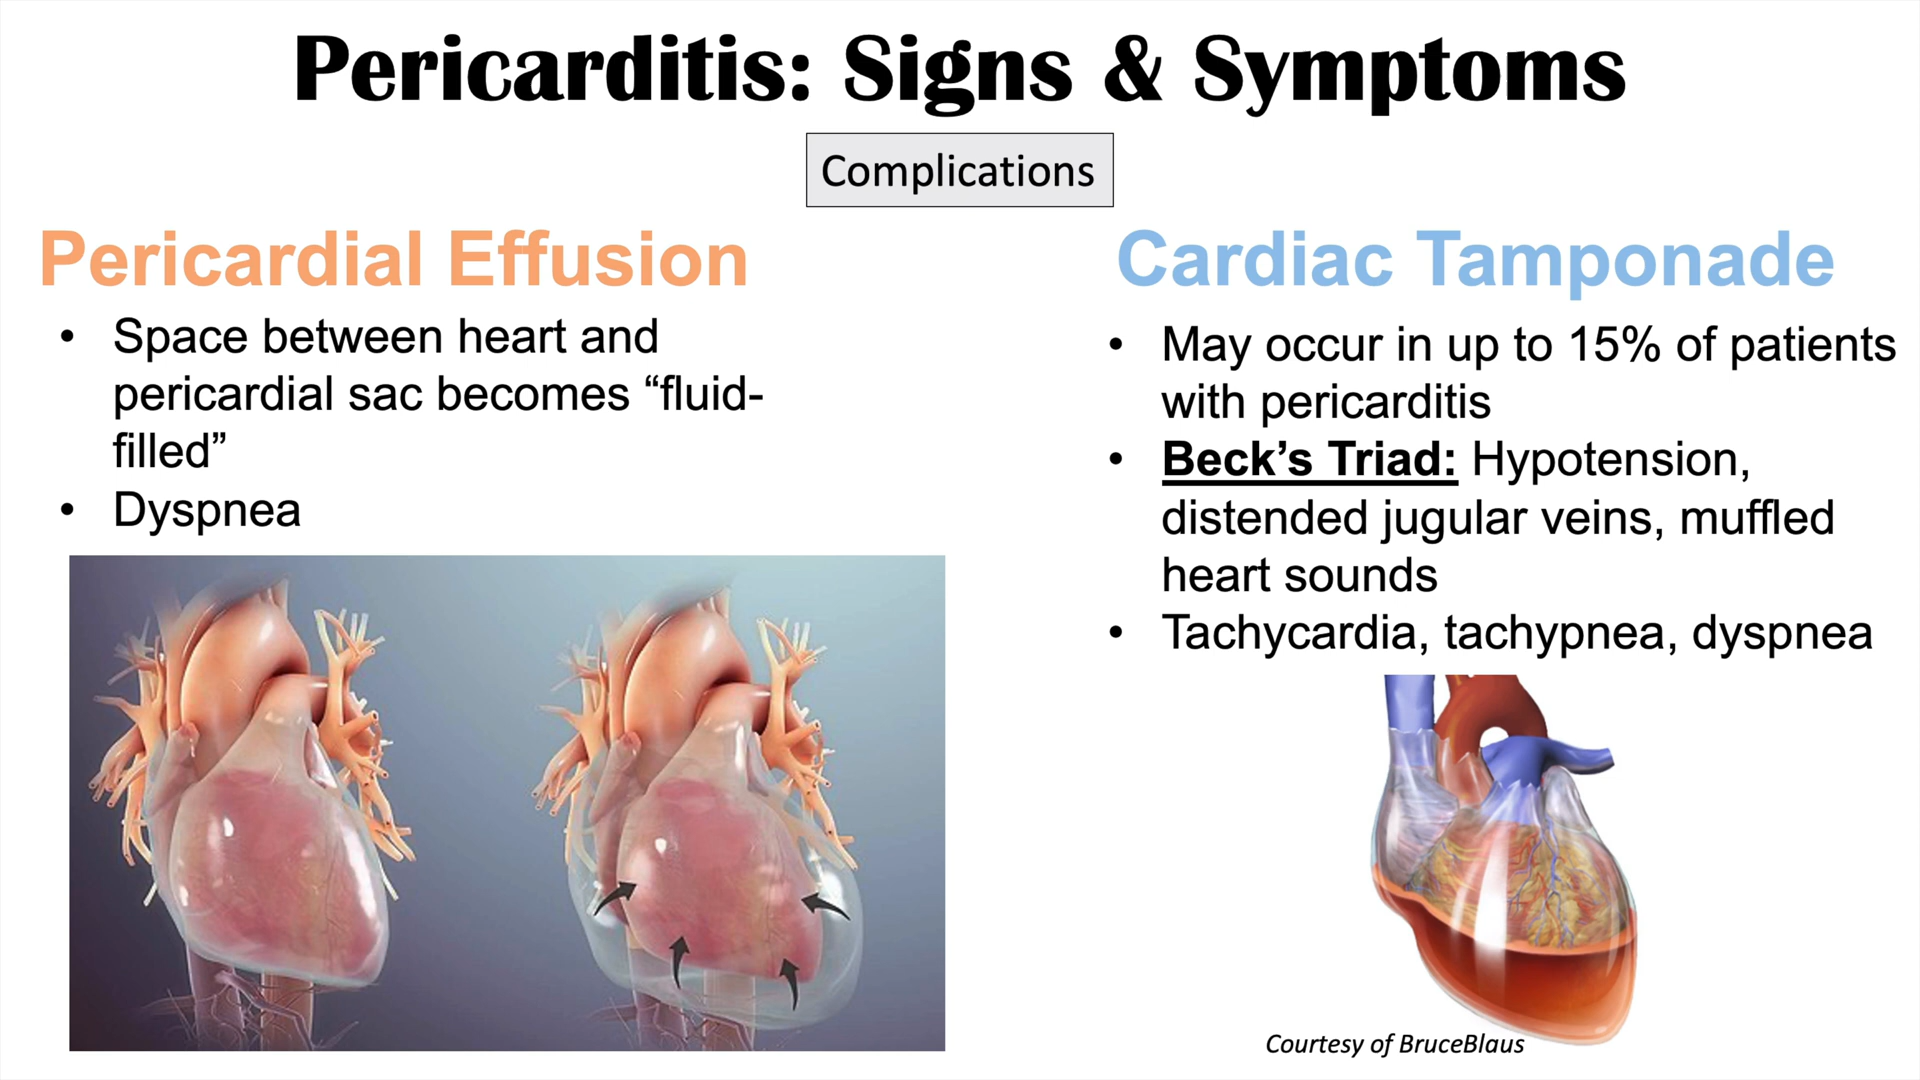 Pericarditis: Signs & Symptoms
Complications
Pericardial Effusion
• Space between heart and
pericardial sac becomes “fluid-
filled”
• Dyspnea
Cardiac Tamponade
• May occur in up to 15% of patients
with pericarditis
• Beck’s Triad: Hypotension,
distended jugular veins, muffled
heart sounds
• Tachycardia, tachypnea, dyspnea
Courtesy of BruceBlaus